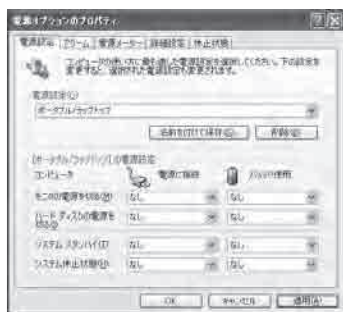 電源オプションのプロパティ
電源設定 アラーム 電源メーター 詳細設定 休止状態
コンピュータの使い方に最も適した電源設定を選択してください。下の設定を
変更すると、選択された電源設定も変更されます。
電源設定(C)
ポータブル/ラップトップ
名前を付けて保存(S)... 削除(D)
[ポータブル/ラップトップ]の電源設定
コンピュータ 電源に接続 バッテリ使用
モニタの電源を切る(M) なし なし
ハード ディスクの電源を なし なし
切る(I)
システム スタンバイ(T) なし なし
システム休止状態(H) なし なし
OK キャンセル 適用(A)